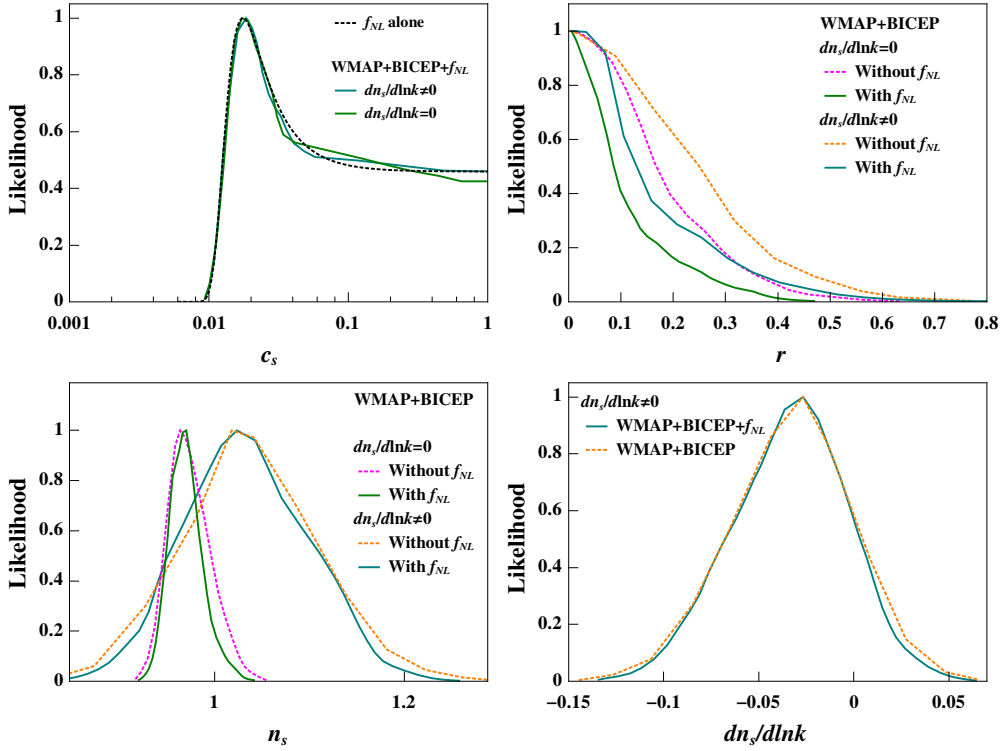 f_NL alone
WMAP+BICEP+f_NL
dn_s/dlnk≠0
dn_s/dlnk=0
Likelihood
1
0.8
0.6
0.4
0.2
0
0.001
0.01
0.1
1
c_s
WMAP+BICEP
dn_s/dlnk=0
Without f_NL
With f_NL
dn_s/dlnk≠0
Without f_NL
With f_NL
Likelihood
1
0.8
0.6
0.4
0.2
0
0
0.1
0.2
0.3
0.4
0.5
0.6
0.7
0.8
r
WMAP+BICEP
dn_s/dlnk=0
Without f_NL
With f_NL
dn_s/dlnk≠0
Without f_NL
With f_NL
Likelihood
1
0.8
0.6
0.4
0.2
0
1
1.2
n_s
dn_s/dlnk≠0
WMAP+BICEP+f_NL
WMAP+BICEP
Likelihood
1
0.8
0.6
0.4
0.2
0
−0.15
−0.1
−0.05
0
0.05
dn_s/dlnk